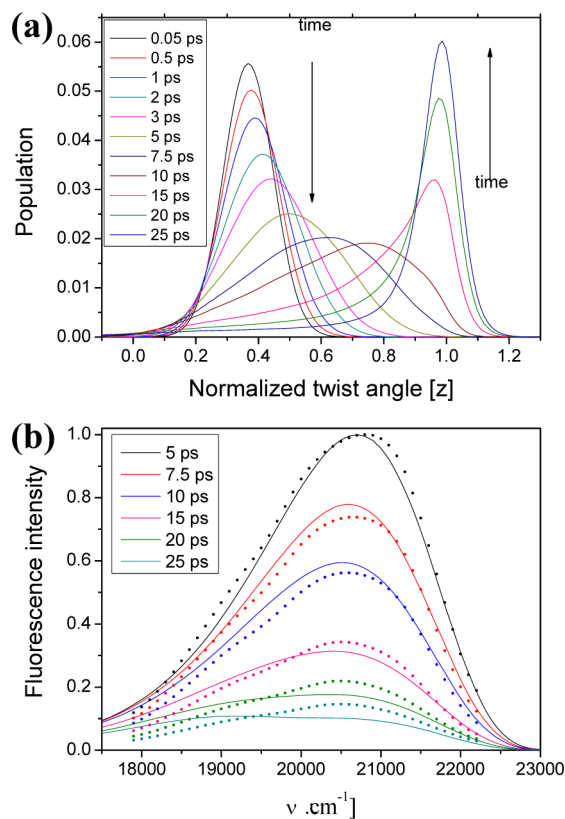 (a)
time
0.05 ps
0.5 ps
1 ps
2 ps
3 ps
5 ps
7.5 ps
10 ps
15 ps
20 ps
25 ps
time
0.06
0.05
0.04
0.03
0.02
0.01
0.00
Population
0.0 0.2 0.4 0.6 0.8 1.0 1.2
Normalized twist angle [z]
(b)
5 ps
7.5 ps
10 ps
15 ps
20 ps
25 ps
1.0
0.8
0.6
0.4
0.2
0.0
Fluorescence intensity
18000 19000 20000 21000 22000 23000
ν .cm⁻¹]